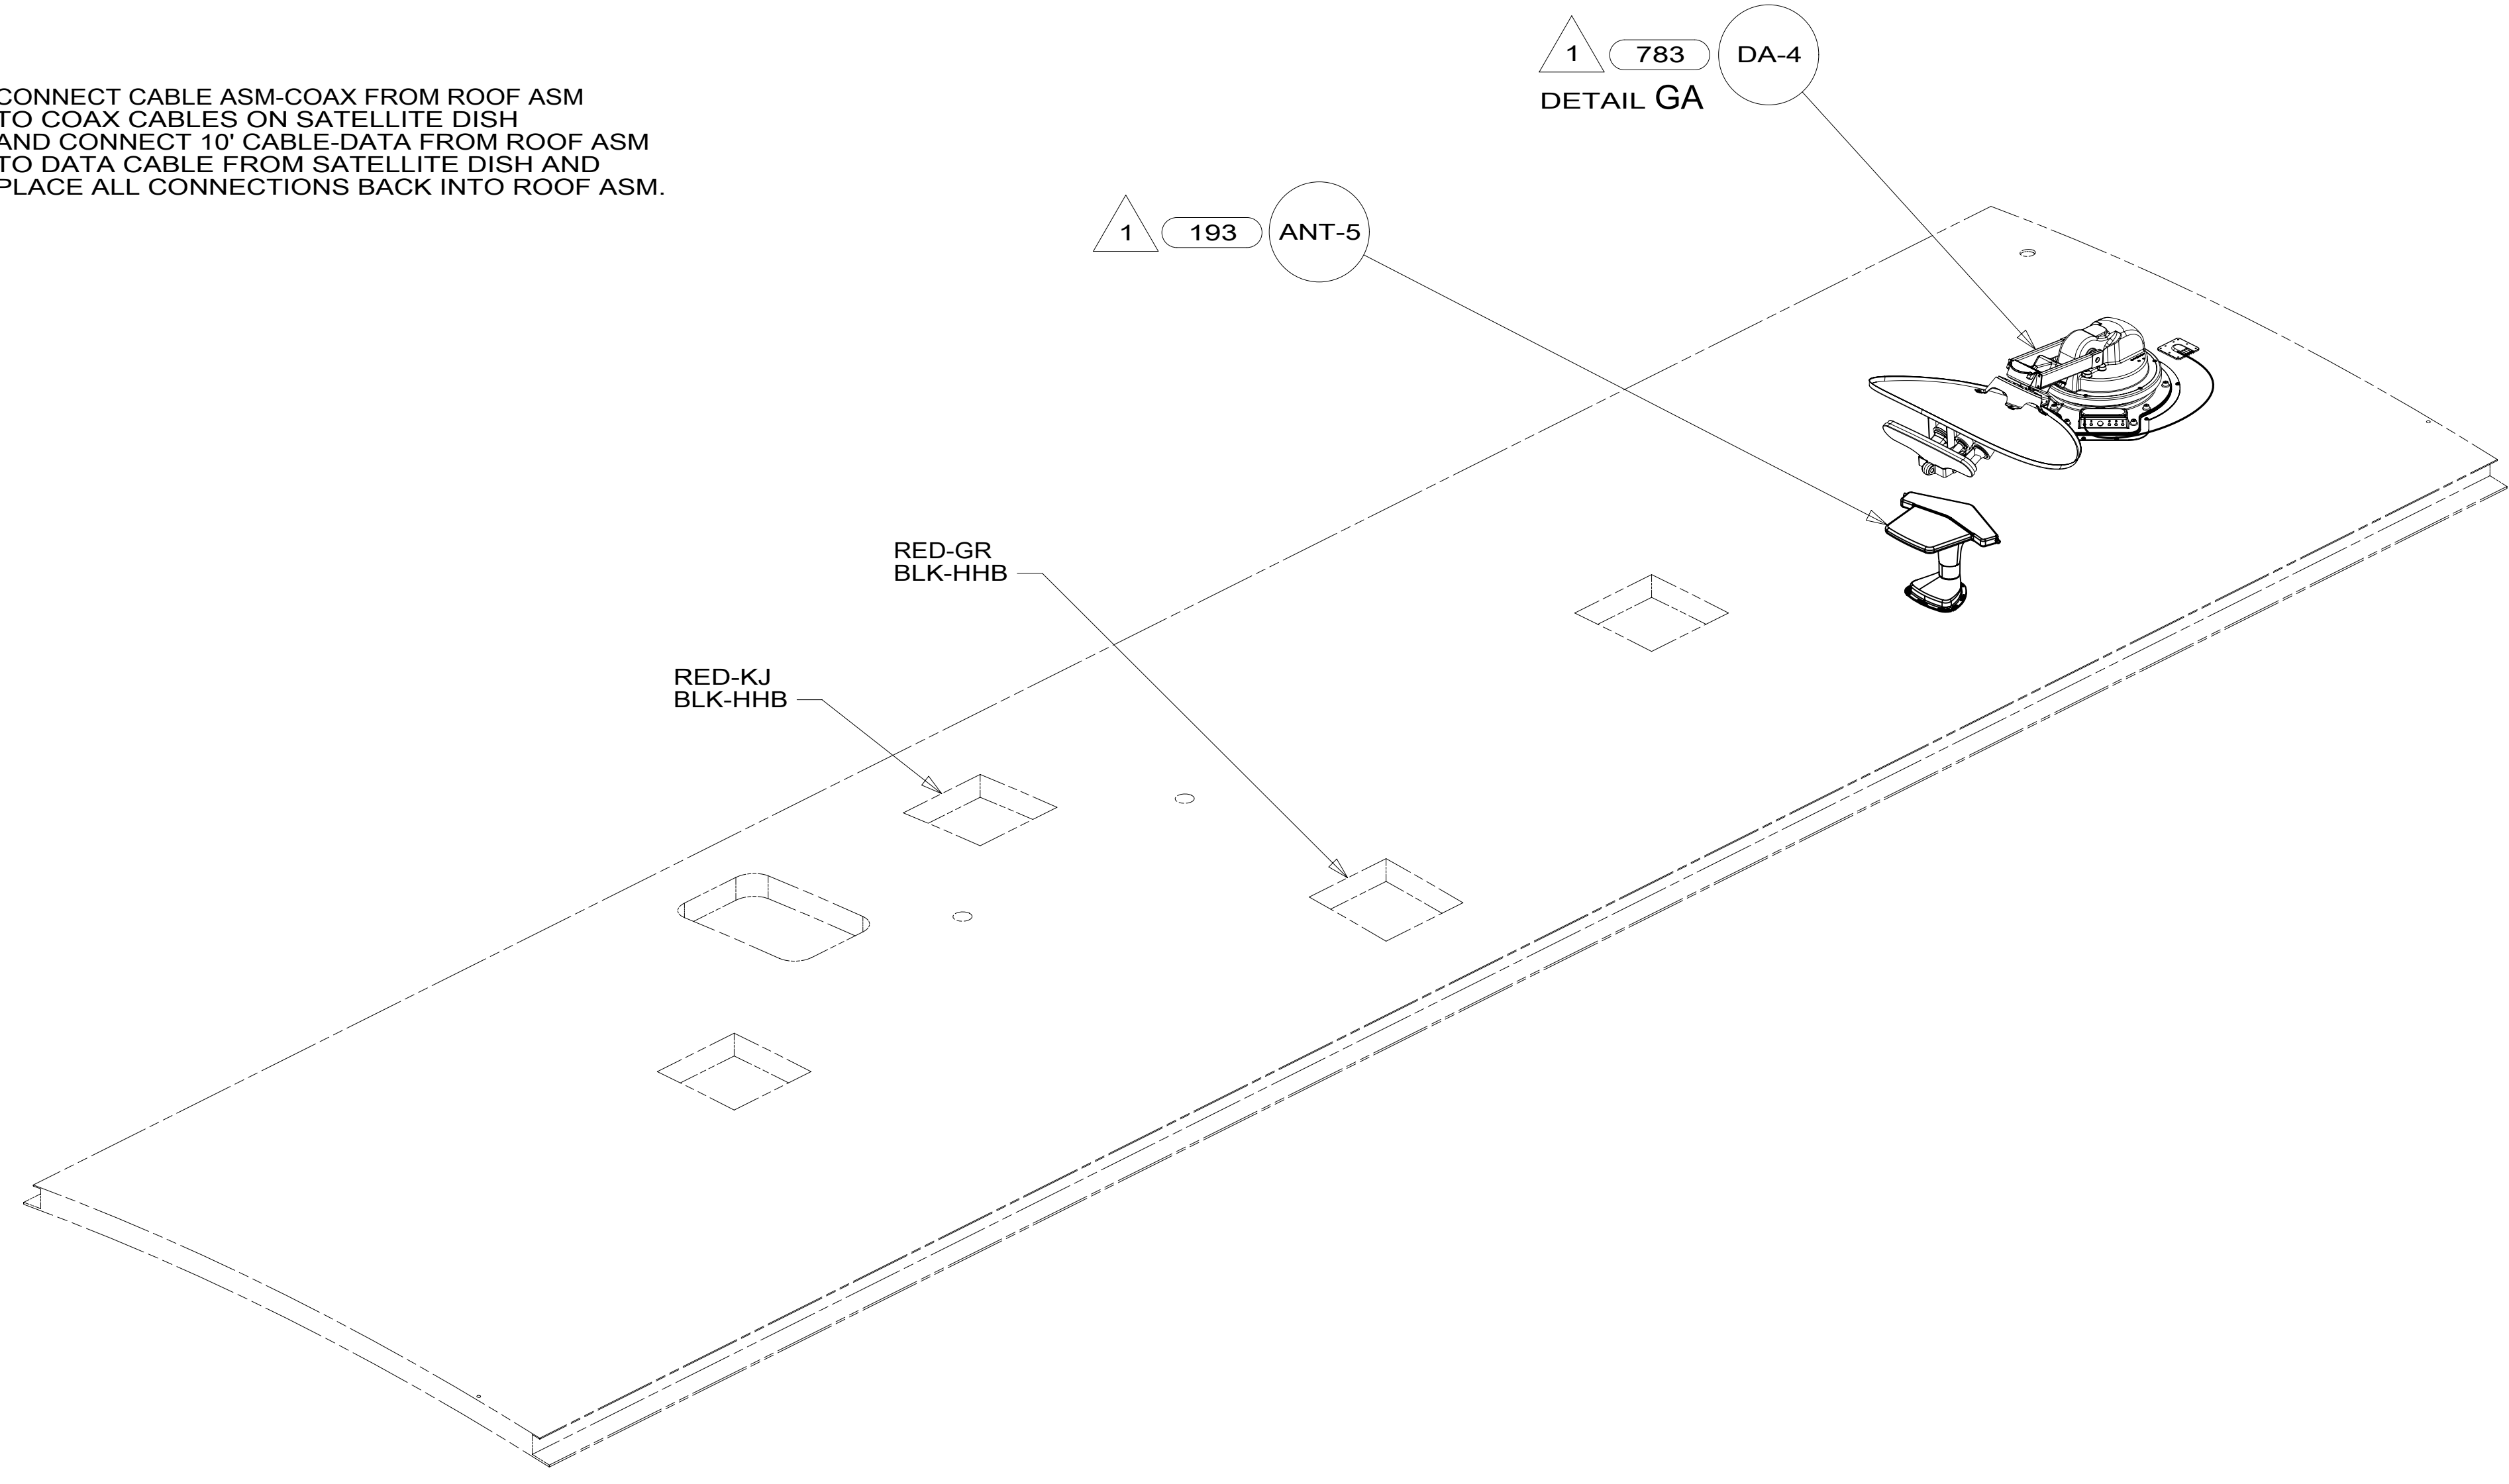 CONNECT CABLE ASM-COAX FROM ROOF ASM
TO COAX CABLES ON SATELLITE DISH
AND CONNECT 10' CABLE-DATA FROM ROOF ASM
TO DATA CABLE FROM SATELLITE DISH AND
PLACE ALL CONNECTIONS BACK INTO ROOF ASM.
1 783 DA-4
DETAIL GA
1 193 ANT-5
RED-GR
BLK-HHB
RED-KJ
BLK-HHB